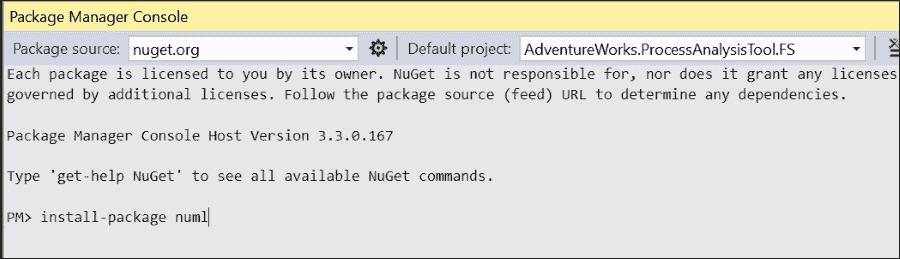 Package Manager Console
Package source: nuget.org Default project: AdventureWorks.ProcessAnalysisTool.FS
Each package is licensed to you by its owner. NuGet is not responsible for, nor does it grant any licenses
governed by additional licenses. Follow the package source (feed) URL to determine any dependencies.
Package Manager Console Host Version 3.3.0.167
Type 'get-help NuGet' to see all available NuGet commands.
PM> install-package numl